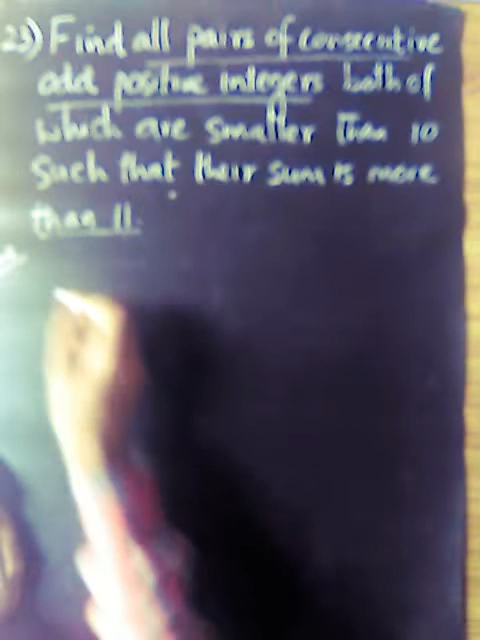 23) Find all pairs of consecutive
odd positive integers both of
which are smaller than 10
Such that their sum is more
than 11.